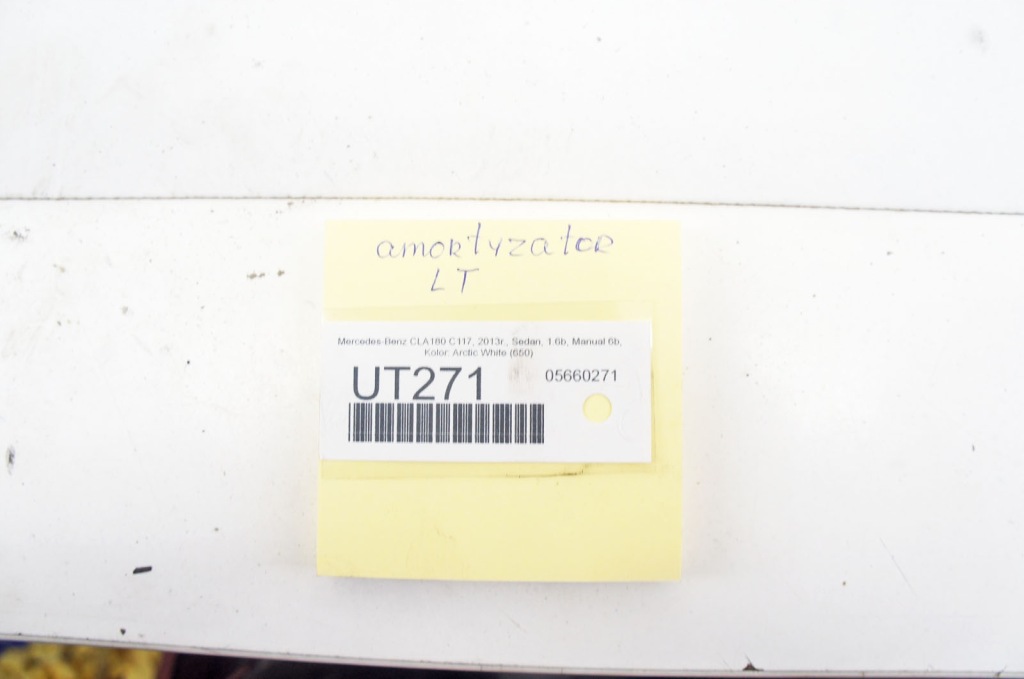 amortyzator
LT
Mercedes-Benz CLA180 C117, 2013r., Sedan, 1.6b, Manual 6b,
Kolor: Arctic White (650)
UT271 05660271